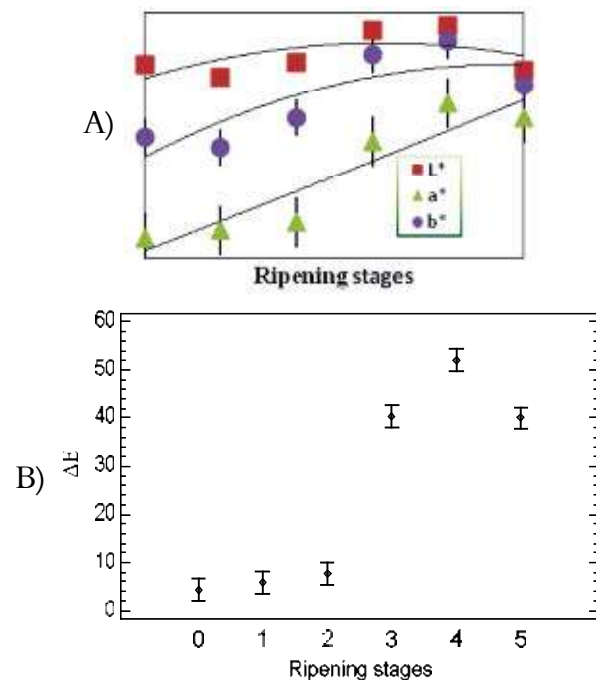 A)
L*
a*
b*
Ripening stages
60
50
40
30
20
10
0
ΔE
B)
0 1 2 3 4 5
Ripening stages